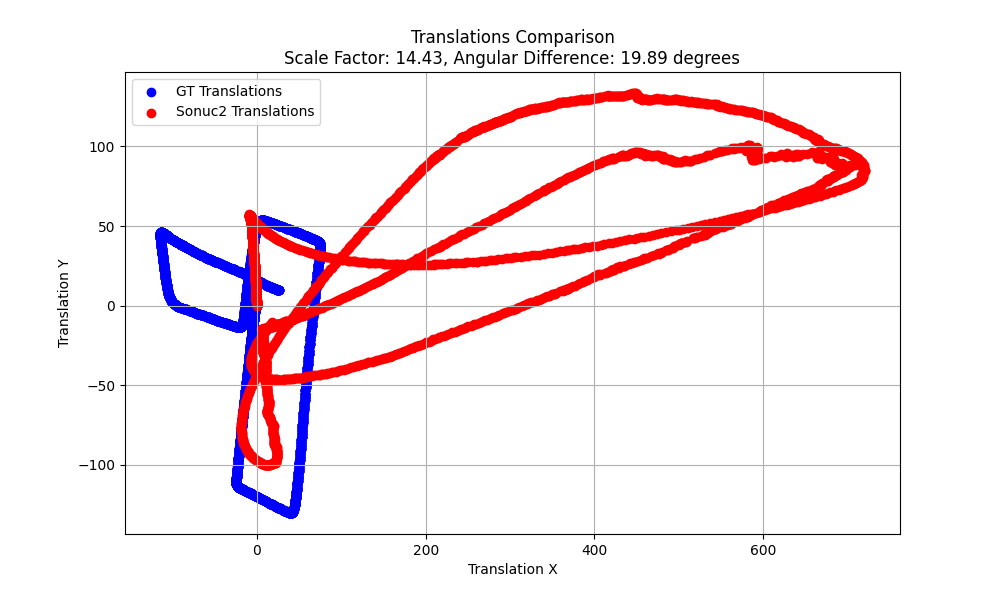 Translations Comparison
Scale Factor: 14.43, Angular Difference: 19.89 degrees
GT Translations
Sonuc2 Translations
Translation Y
100
50
0
−50
−100
0 200 400 600
Translation X